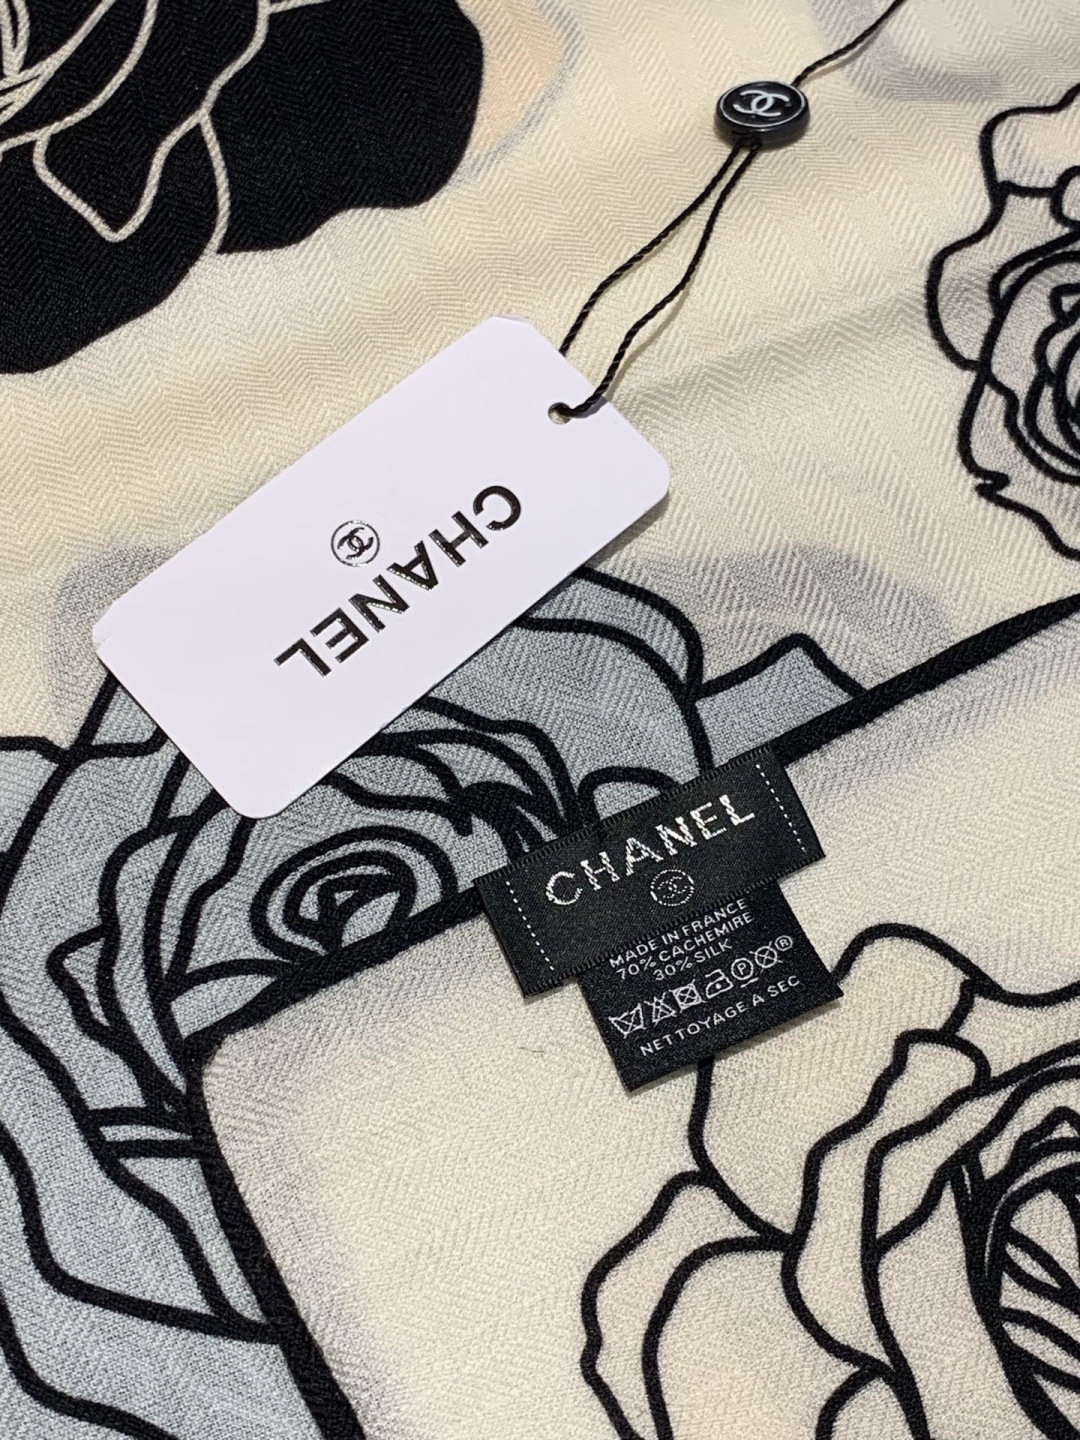 CHANEL
CHANEL
MADE IN FRANCE
70% CACHEMIRE
30% SILK
P ®
NETTOYAGE A SEC